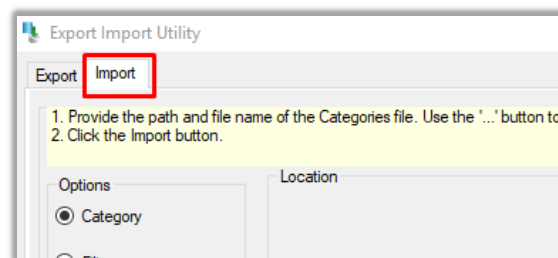 Export Import Utility
Export Import
1. Provide the path and file name of the Categories file. Use the '...' button to
2. Click the Import button.
Options
Location
Category